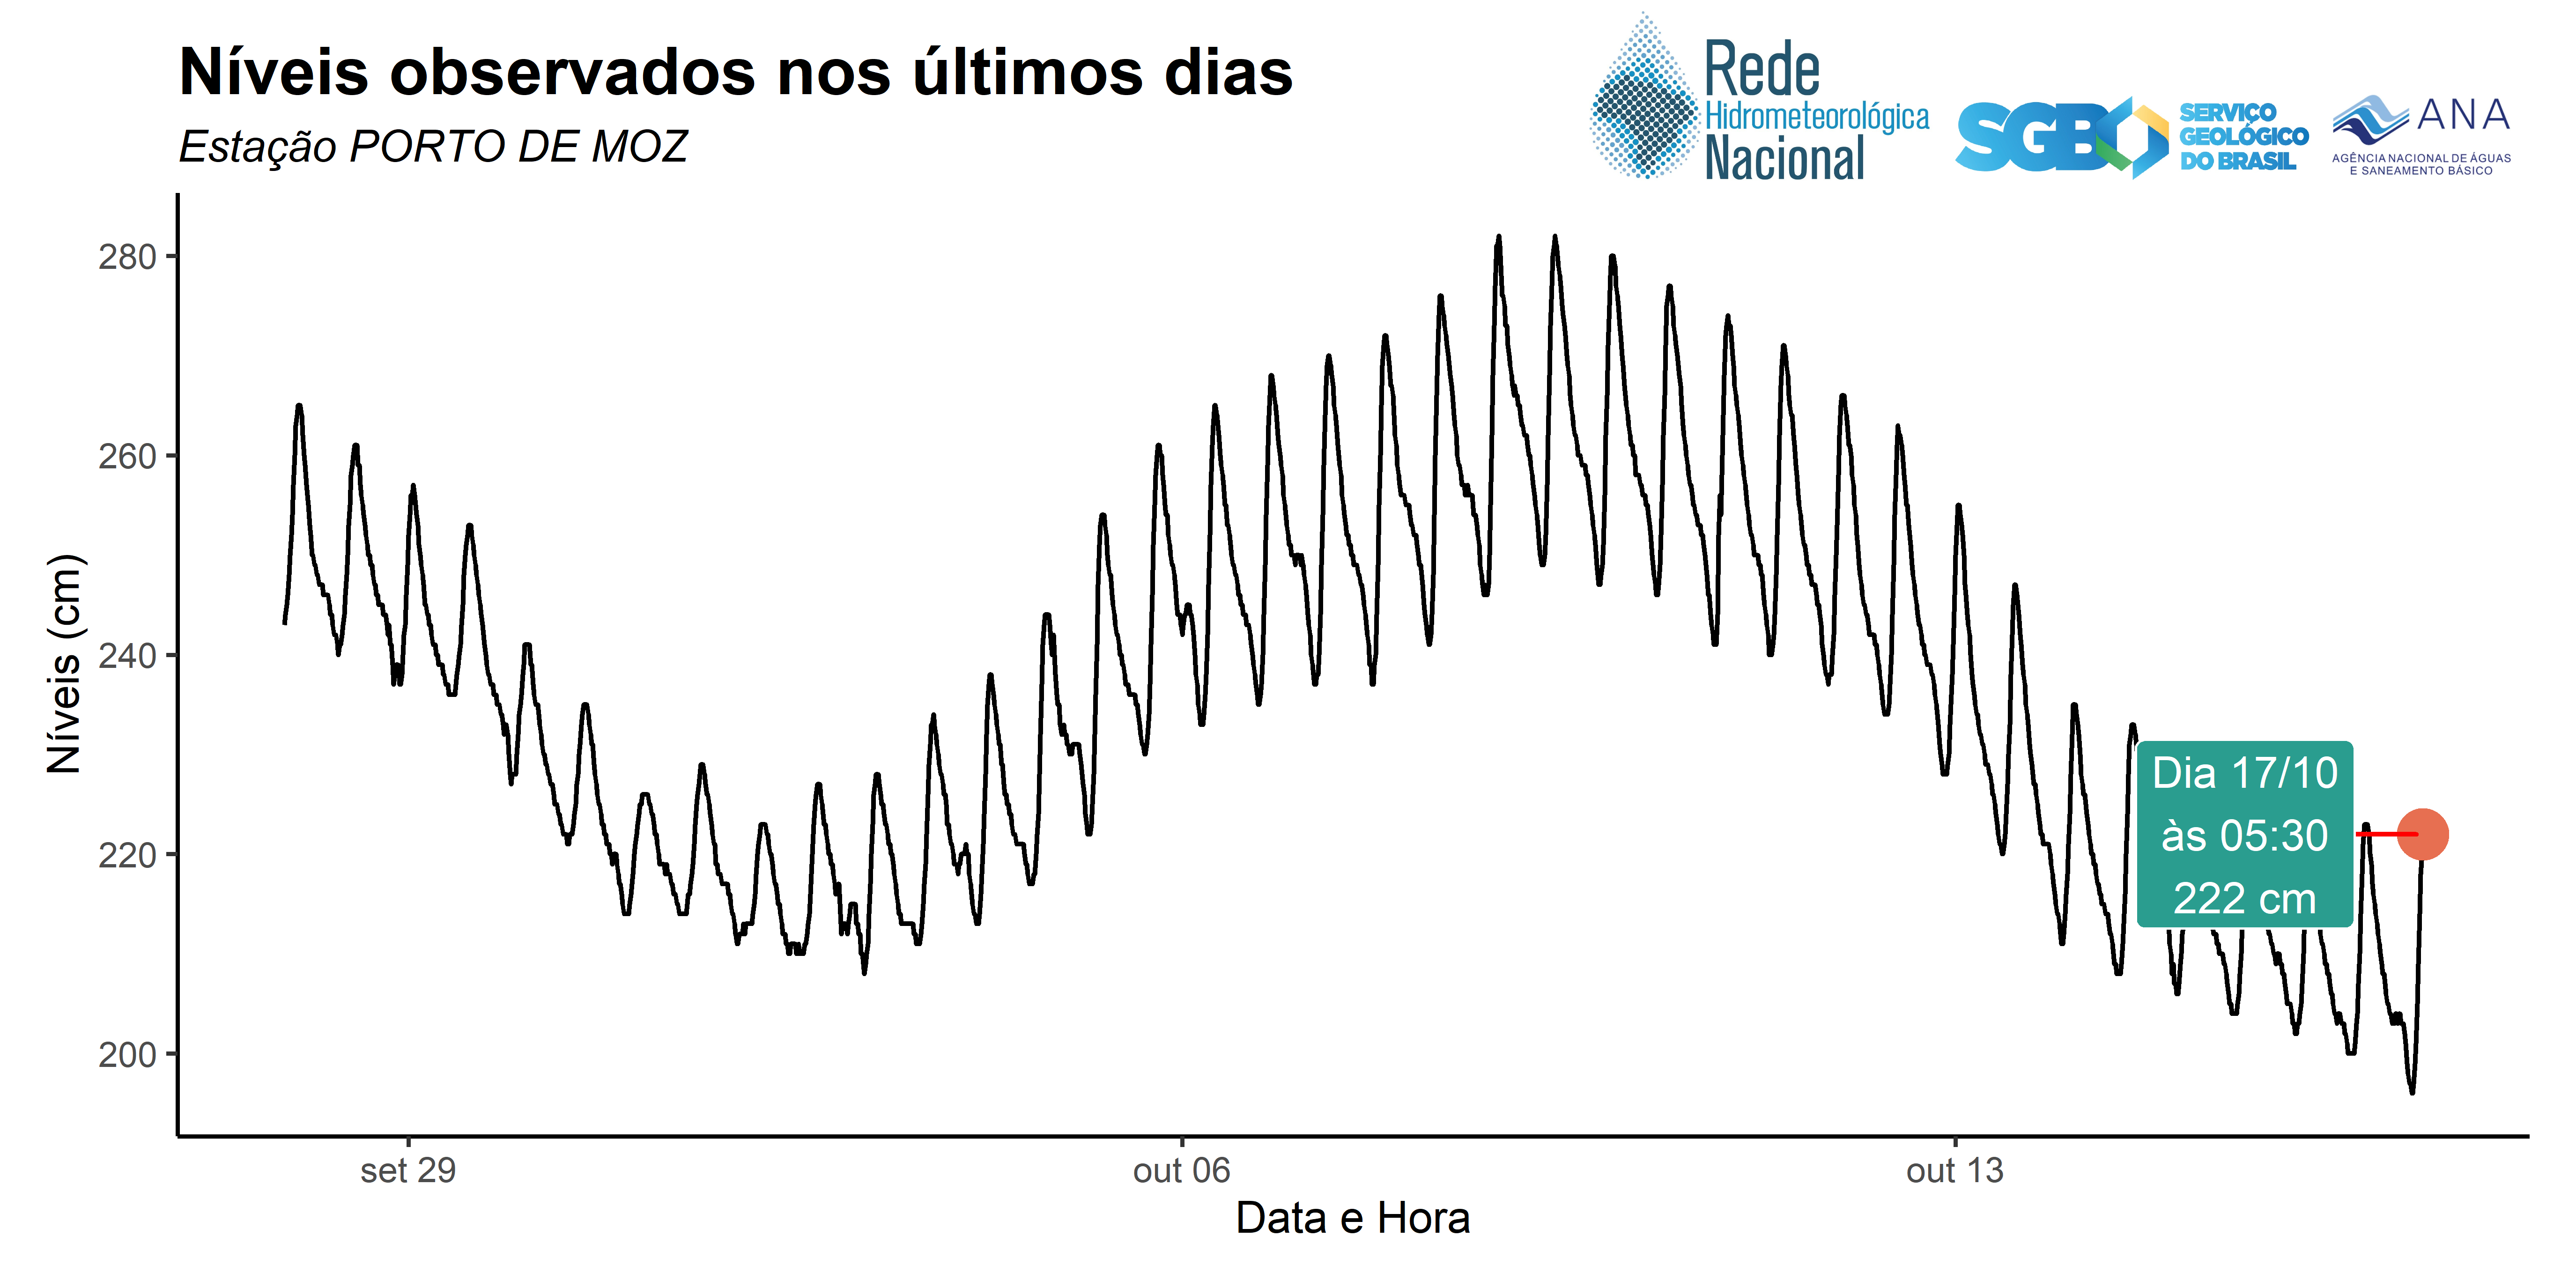 Níveis observados nos últimos dias
Estação PORTO DE MOZ
Rede
Hidrometeorológica
Nacional
SGB
SERVIÇO
GEOLÓGICO
DO BRASIL
ANA
AGÊNCIA NACIONAL DE ÁGUAS
E SANEAMENTO BÁSICO
Níveis (cm)
280
260
240
220
200
Dia 17/10
às 05:30
222 cm
set 29
out 06
out 13
Data e Hora